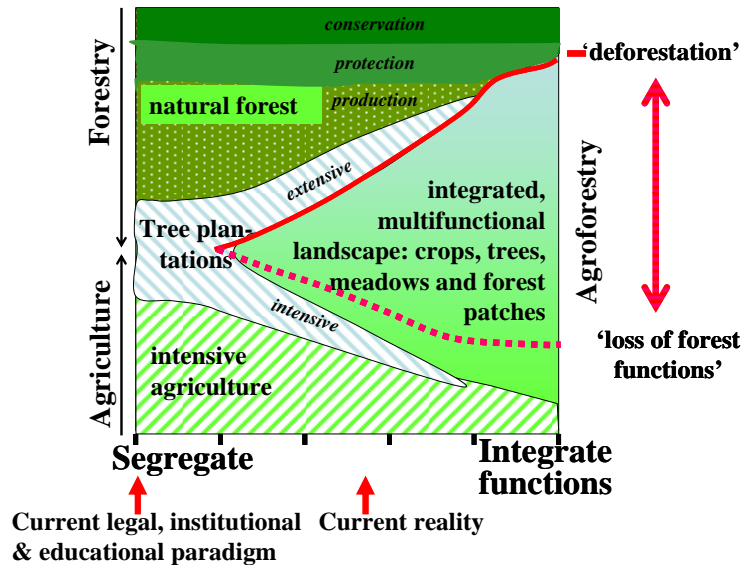 conservation
protection
production
natural forest
Forestry
extensive
Tree plan-
tations
integrated,
multifunctional
landscape: crops, trees,
meadows and forest
patches
intensive
intensive
agriculture
Agriculture
Agroforestry
‘deforestation’
‘loss of forest
functions’
Segregate
Integrate
functions
Current legal, institutional
& educational paradigm
Current reality